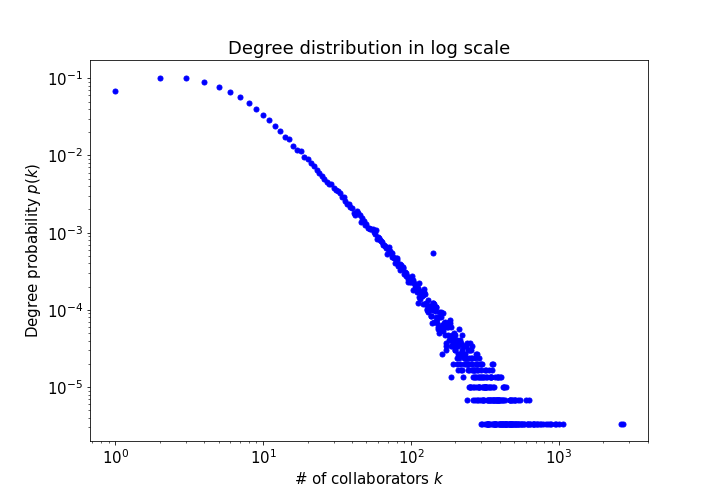 Degree distribution in log scale
Degree probability p(k)
10⁻¹
10⁻²
10⁻³
10⁻⁴
10⁻⁵
10⁰ 10¹ 10² 10³
# of collaborators k